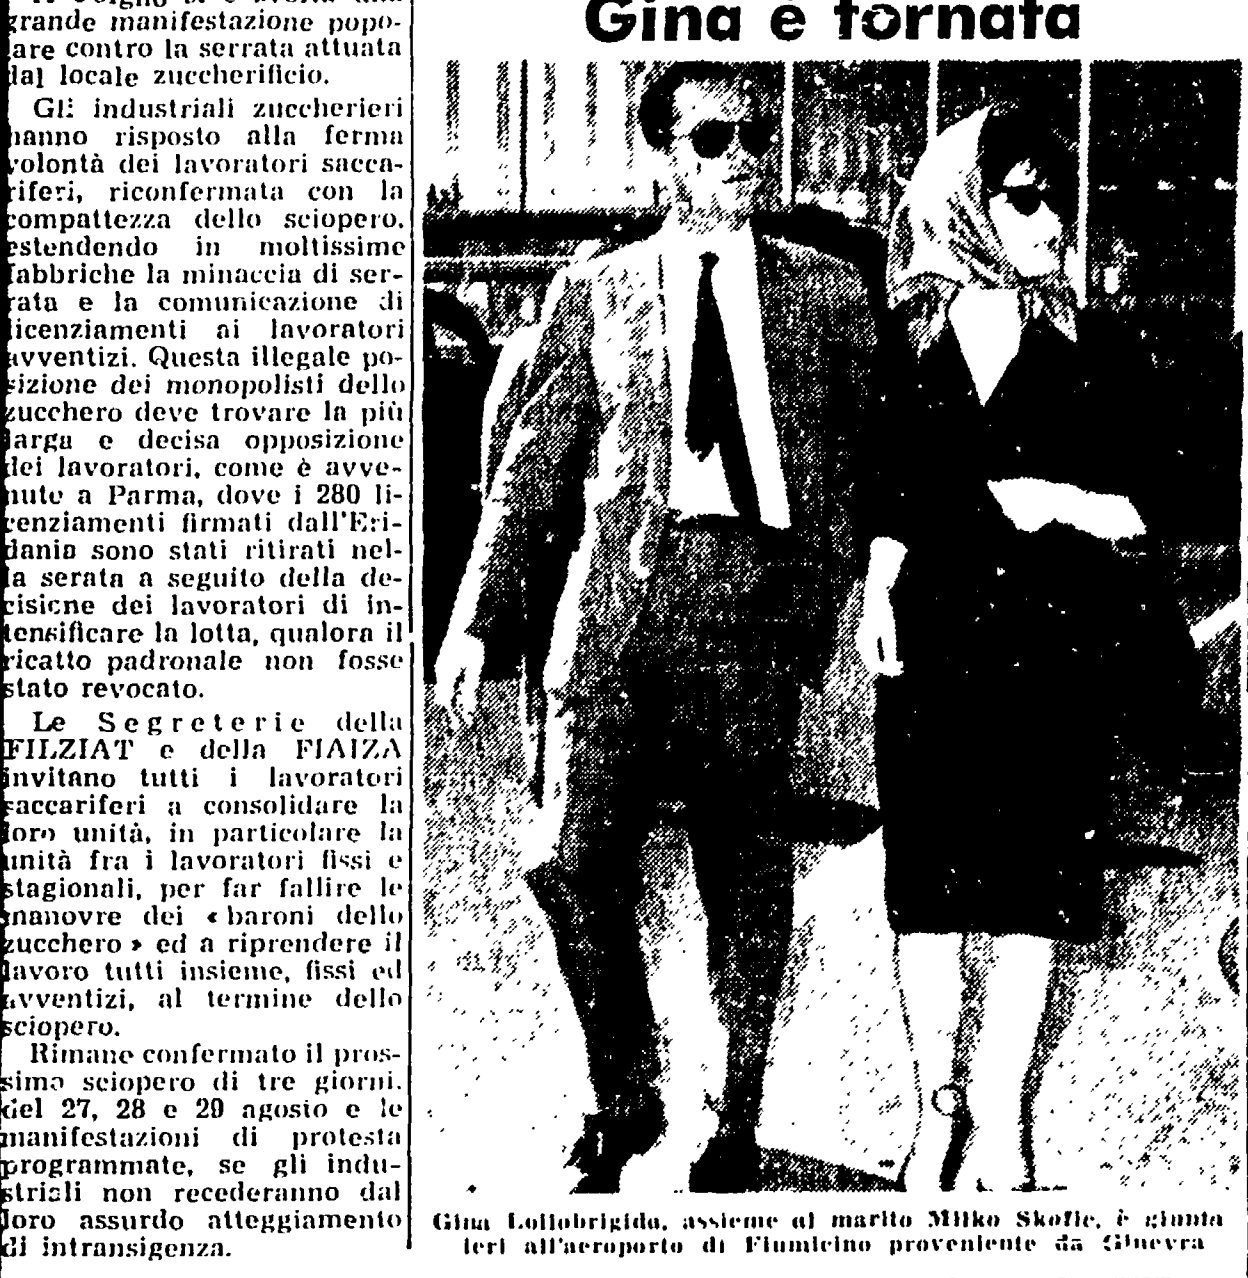 grande manifestazione popo-
lare contro la serrata attuata
dal locale zuccherificio.
Gli industriali zuccherieri
hanno risposto alla ferma
volontà dei lavoratori sacca-
riferi, riconfermata con la
compattezza dello sciopero,
estendendo in moltissime
fabbriche la minaccia di ser-
rata e la comunicazione di
licenziamenti ai lavoratori
avventizi. Questa illegale po-
sizione dei monopolisti dello
zucchero deve trovare la più
larga e decisa opposizione
dei lavoratori, come è avve-
nuto a Parma, dove i 280 li-
cenziamenti firmati dall'Eri-
dania sono stati ritirati nel-
la serata a seguito della de-
cisione dei lavoratori di in-
tensificare la lotta, qualora il
ricatto padronale non fosse
stato revocato.
Le Segreterie della
FILZIAT e della FIAIZA
invitano tutti i lavoratori
saccariferi a consolidare la
loro unità, in particolare la
unità fra i lavoratori fissi e
stagionali, per far fallire le
manovre dei « baroni dello
zucchero » ed a riprendere il
lavoro tutti insieme, fissi ed
avventizi, al termine dello
sciopero.
Rimane confermato il pros-
simo sciopero di tre giorni,
del 27, 28 e 29 agosto e le
manifestazioni di protesta
programmate, se gli indu-
striali non recederanno dal
loro assurdo atteggiamento
di intransigenza.
Gina è tornata
Gina Lollobrigida, assieme al marito Milko Skofic, è giunta
ieri all'aeroporto di Fiumicino proveniente da Ginevra